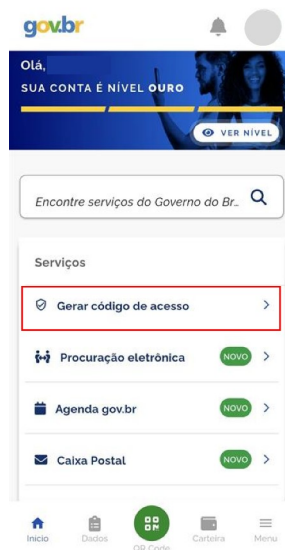 gov.br
Olá,
SUA CONTA É NÍVEL OURO
VER NÍVEL
Encontre serviços do Governo do Br...
Serviços
Gerar código de acesso
Procuração eletrônica NOVO
Agenda gov.br NOVO
Caixa Postal NOVO
Início Dados QR Code Carteira Menu